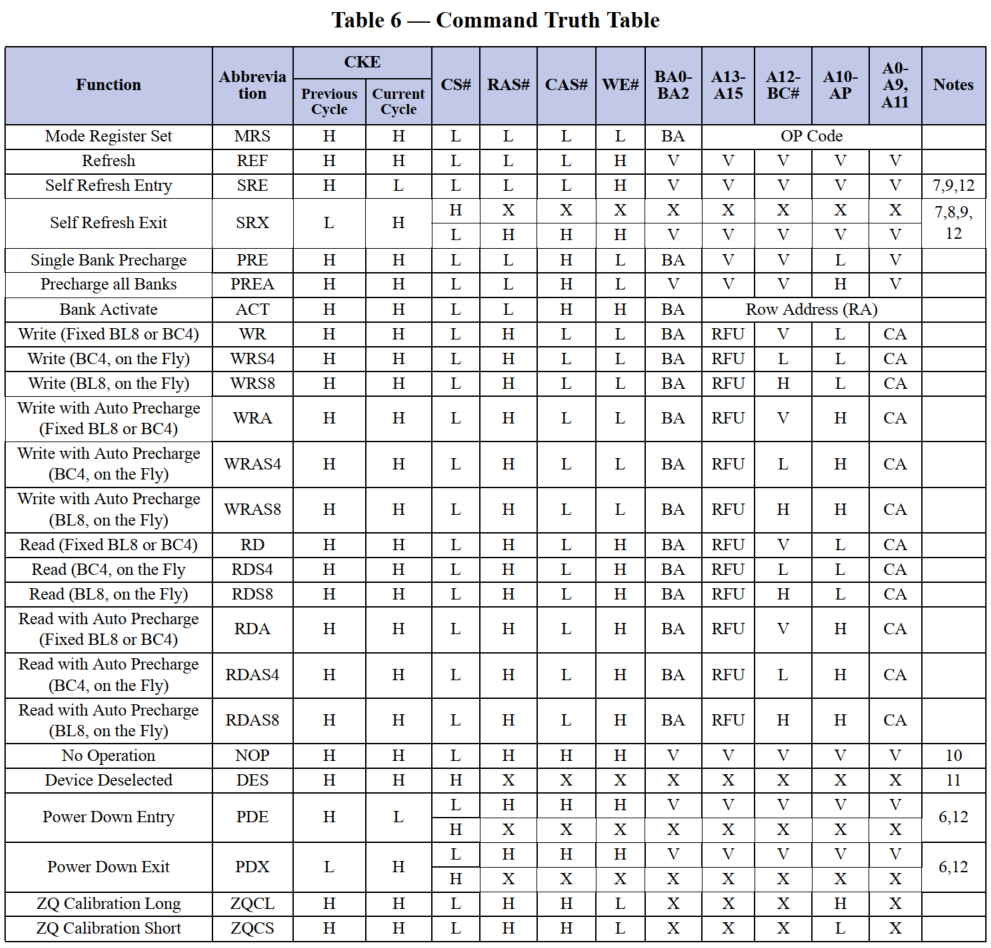 Table 6 — Command Truth Table
Function Abbrevia tion CKE CS# RAS# CAS# WE# BA0-BA2 A13-A15 A12-BC# A10-AP A0-A9, A11 Notes
Previous Cycle Current Cycle
Mode Register Set MRS H H L L L L BA OP Code
Refresh REF H H L L L H V V V V V
Self Refresh Entry SRE H L L L L H V V V V V 7,9,12
Self Refresh Exit SRX L H H X X X X X X X X 7,8,9, 12
L H H H V V V V V
Single Bank Precharge PRE H H L L H L BA V V L V
Precharge all Banks PREA H H L L H L V V V H V
Bank Activate ACT H H L L H H BA Row Address (RA)
Write (Fixed BL8 or BC4) WR H H L H L L BA RFU V L CA
Write (BC4, on the Fly) WRS4 H H L H L L BA RFU L L CA
Write (BL8, on the Fly) WRS8 H H L H L L BA RFU H L CA
Write with Auto Precharge
(Fixed BL8 or BC4) WRA H H L H L L BA RFU V H CA
Write with Auto Precharge
(BC4, on the Fly) WRAS4 H H L H L L BA RFU L H CA
Write with Auto Precharge
(BL8, on the Fly) WRAS8 H H L H L L BA RFU H H CA
Read (Fixed BL8 or BC4) RD H H L H L H BA RFU V L CA
Read (BC4, on the Fly RDS4 H H L H L H BA RFU L L CA
Read (BL8, on the Fly) RDS8 H H L H L H BA RFU H L CA
Read with Auto Precharge
(Fixed BL8 or BC4) RDA H H L H L H BA RFU V H CA
Read with Auto Precharge
(BC4, on the Fly) RDAS4 H H L H L H BA RFU L H CA
Read with Auto Precharge
(BL8, on the Fly) RDAS8 H H L H L H BA RFU H H CA
No Operation NOP H H L H H H V V V V V 10
Device Deselected DES H H H X X X X X X X X 11
Power Down Entry PDE H L L H H H V V V V V 6,12
H X X X X X X X X
Power Down Exit PDX L H L H H H V V V V V 6,12
H X X X X X X X X
ZQ Calibration Long ZQCL H H L H H L X X X H X
ZQ Calibration Short ZQCS H H L H H L X X X L X